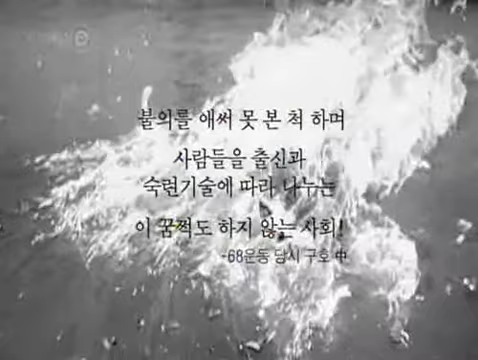 불의를 애써 못 본 척 하며
사람들을 출신과
숙련기술에 따라 나누는
이 꿈쩍도 하지 않는 사회!
-68운동 당시 구호 中